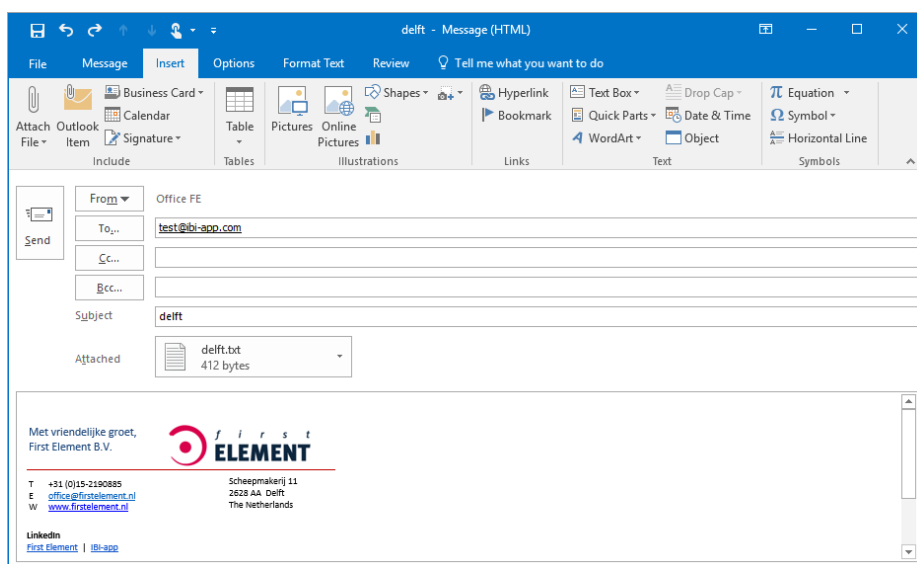 delft - Message (HTML)
File Message Insert Options Format Text Review Tell me what you want to do
Attach File Outlook Item Business Card Calendar Signature
Include
Table
Tables
Pictures Online Pictures Shapes
Illustrations
Hyperlink
Bookmark
Links
Text Box Drop Cap
Quick Parts Date & Time
WordArt Object
Text
Equation
Symbol
Horizontal Line
Symbols
Send
From Office FE
To... test@ibi-app.com
Cc...
Bcc...
Subject delft
Attached delft.txt
412 bytes
Met vriendelijke groet,
First Element B.V.
first
ELEMENT
T +31 (0)15-2190885
E office@firstelement.nl
W www.firstelement.nl
Scheepmakerij 11
2628 AA Delft
The Netherlands
LinkedIn
First Element | IBI-app